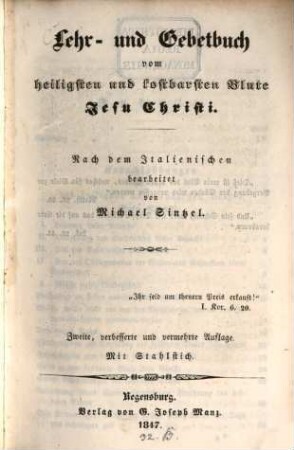 Lehr- und Gebetbuch
vom
heiligsten und kostbarsten Blute
Jesu Christi.
Nach dem Italienischen
bearbeitet
von
Michael Sintzel.
„Ihr seid am theuern Preis erkauft!"
I. Kor. 6. 20.
Zweite, verbesserte und vermehrte Auflage.
Mit Stahlstich.
Regensburg.
Verlag von G. Joseph Manz.
1847.